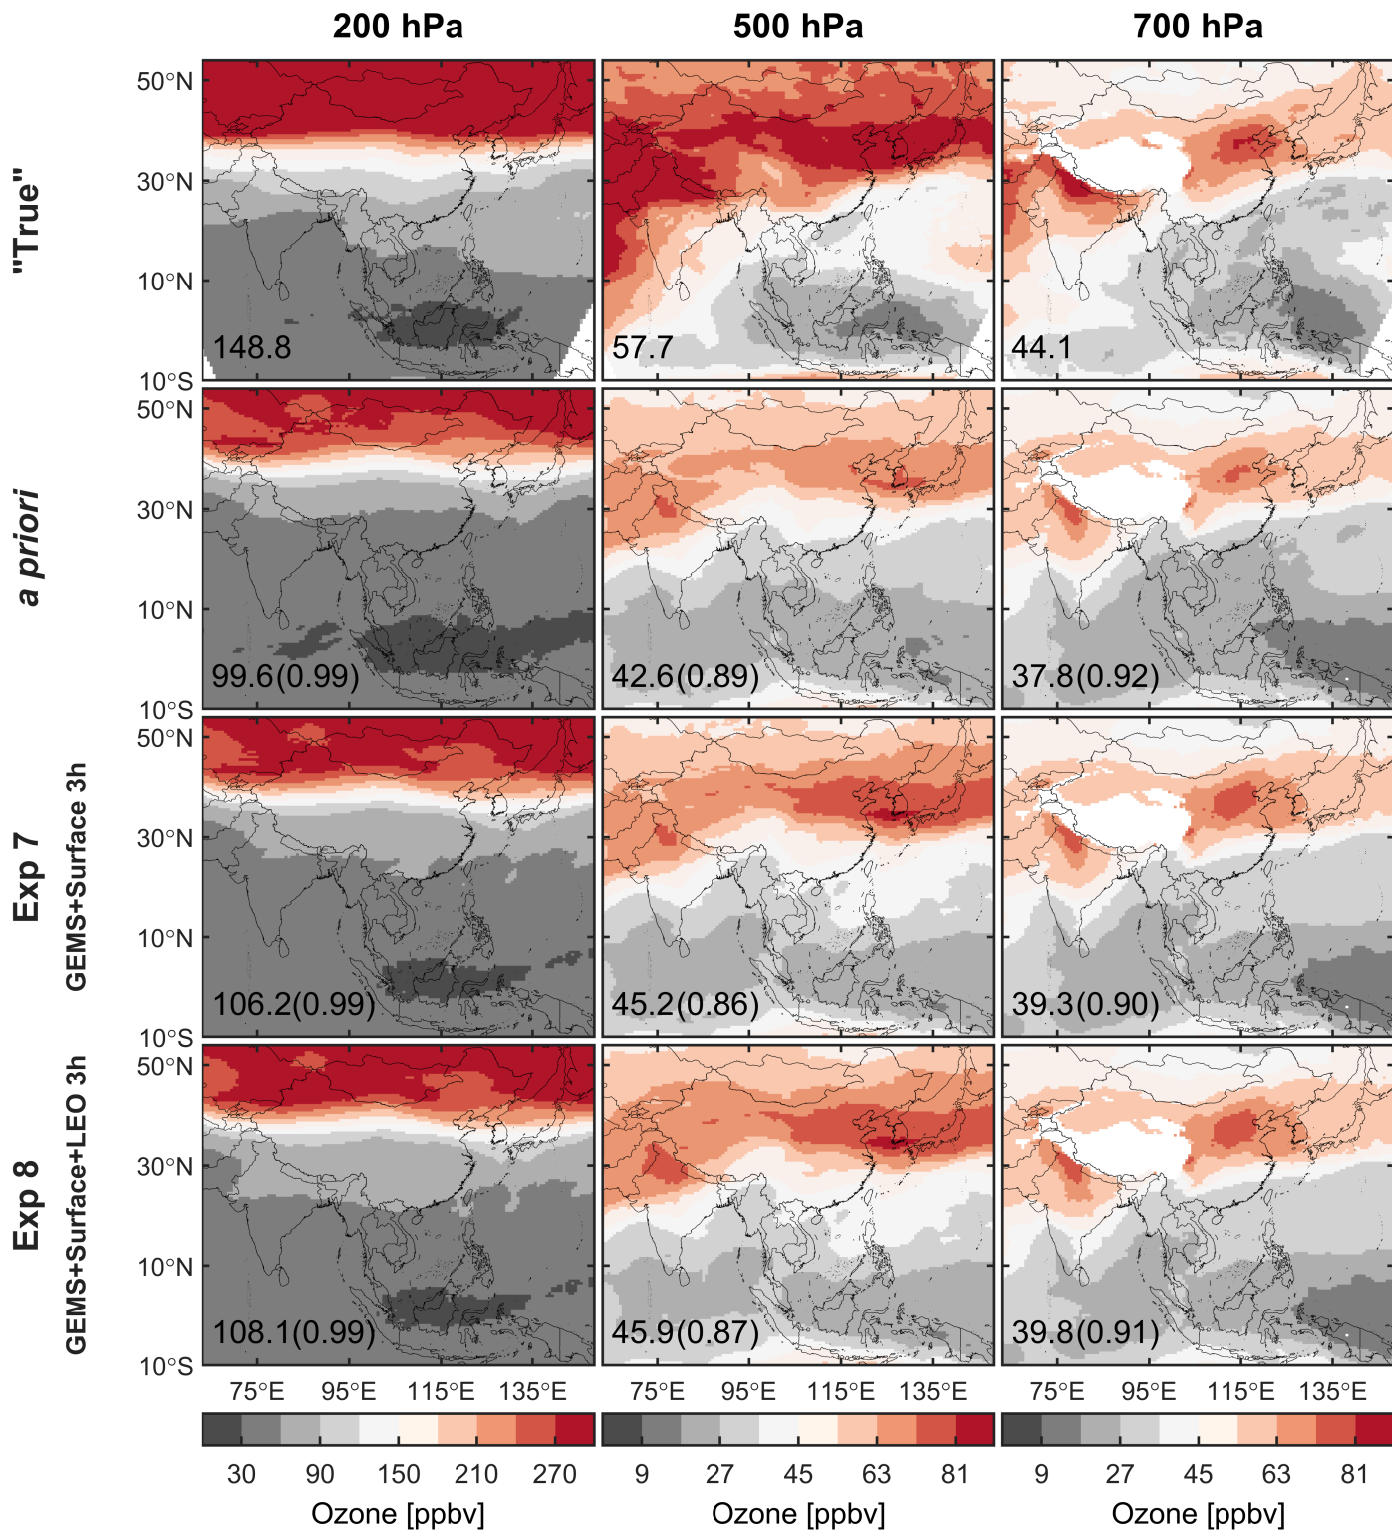 200 hPa 500 hPa 700 hPa
"True"
50°N
30°N
10°N
10°S
148.8
57.7
44.1
a priori
50°N
30°N
10°N
10°S
99.6(0.99)
42.6(0.89)
37.8(0.92)
Exp 7
GEMS+Surface 3h
50°N
30°N
10°N
10°S
106.2(0.99)
45.2(0.86)
39.3(0.90)
Exp 8
GEMS+Surface+LEO 3h
50°N
30°N
10°N
10°S
108.1(0.99)
45.9(0.87)
39.8(0.91)
75°E 95°E 115°E 135°E 75°E 95°E 115°E 135°E 75°E 95°E 115°E 135°E
30 90 150 210 270 9 27 45 63 81 9 27 45 63 81
Ozone [ppbv] Ozone [ppbv] Ozone [ppbv]